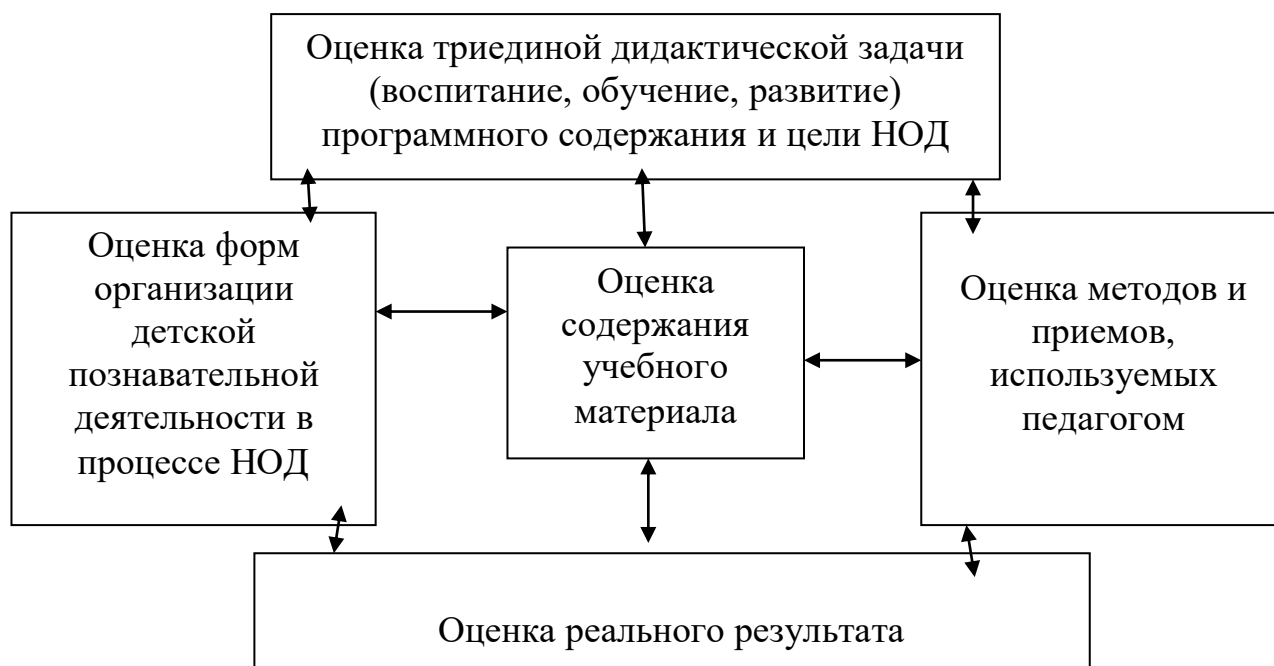 Оценка триединой дидактической задачи
(воспитание, обучение, развитие)
программного содержания и цели НОД
Оценка форм
организации
детской
познавательной
деятельности в
процессе НОД
Оценка
содержания
учебного
материала
Оценка методов и
приемов,
используемых
педагогом
Оценка реального результата